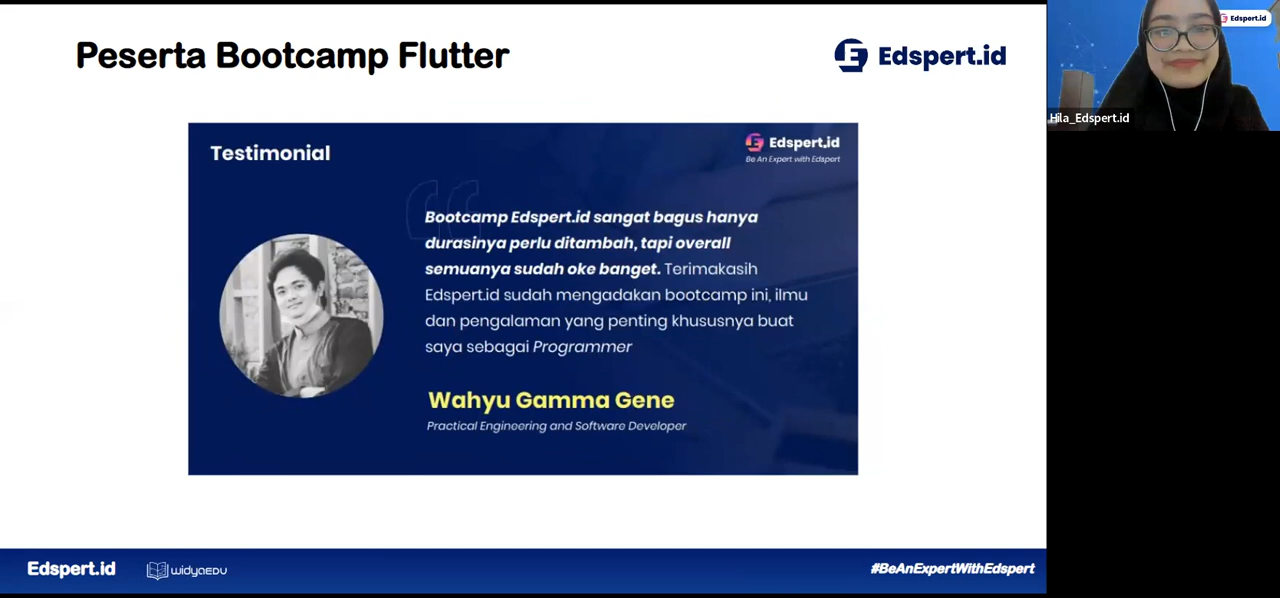 Peserta Bootcamp Flutter
Edspert.id
Edspert.id
Hila_Edspert.id
Testimonial
Edspert.id
Be An Expert with Edspert
Bootcamp Edspert.id sangat bagus hanya
durasinya perlu ditambah, tapi overall
semuanya sudah oke banget. Terimakasih
Edspert.id sudah mengadakan bootcamp ini, ilmu
dan pengalaman yang penting khususnya buat
saya sebagai Programmer
Wahyu Gamma Gene
Practical Engineering and Software Developer
Edspert.id
WIDYAEDU
#BeAnExpertWithEdspert